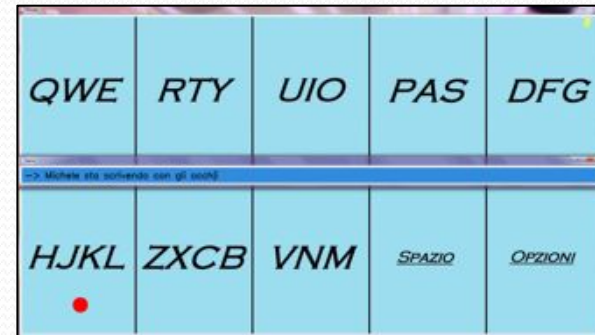 QWE RTY UIO PAS DFG
--> Michele sta scrivendo con gli occhi|
HJKL ZXCB VNM SPAZIO OPZIONI